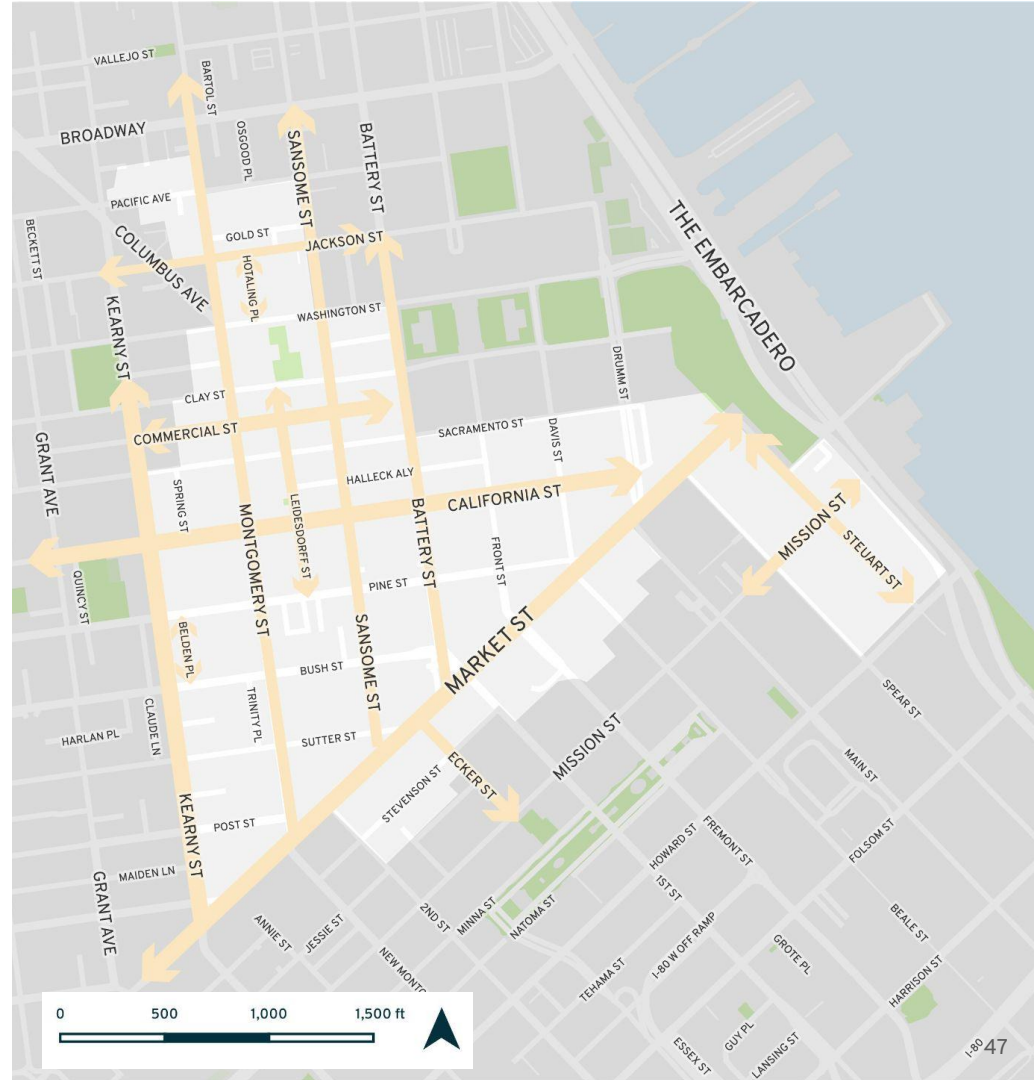 VALLEJO ST
BARTOL ST
BROADWAY
OSGOOD PL
SANSOME ST
BATTERY ST
PACIFIC AVE
BECKETT ST
COLUMBUS AVE
GOLD ST
JACKSON ST
HOTALING PL
THE EMBARCADERO
KEARNY ST
WASHINGTON ST
DRUMM ST
CLAY ST
COMMERCIAL ST
SACRAMENTO ST
DAVIS ST
GRANT AVE
SPRING ST
HALLECK ALY
LEIDESDORFF ST
CALIFORNIA ST
MONTGOMERY ST
BATTERY ST
MISSION ST
STEUART ST
FRONT ST
QUINCY ST
PINE ST
BELDEN PL
SANSOME ST
MARKET ST
BUSH ST
TRINITY PL
CLAUDE LN
HARLAN PL
SUTTER ST
SPEAR ST
MISSION ST
ECKER ST
STEVENSON ST
MAIN ST
KEARNY ST
POST ST
HOWARD ST
FREMONT ST
FOLSOM ST
MAIDEN LN
GRANT AVE
1ST ST
ANNIE ST
JESSIE ST
2ND ST
MINNA ST
NATOMA ST
BEALE ST
NEW MONTG
TEHAMA ST
I-80 W OFF RAMP
GROTE PL
HARRISON ST
ESSEX ST
GUY PL
LANSING ST
I-80
47
0 500 1,000 1,500 ft